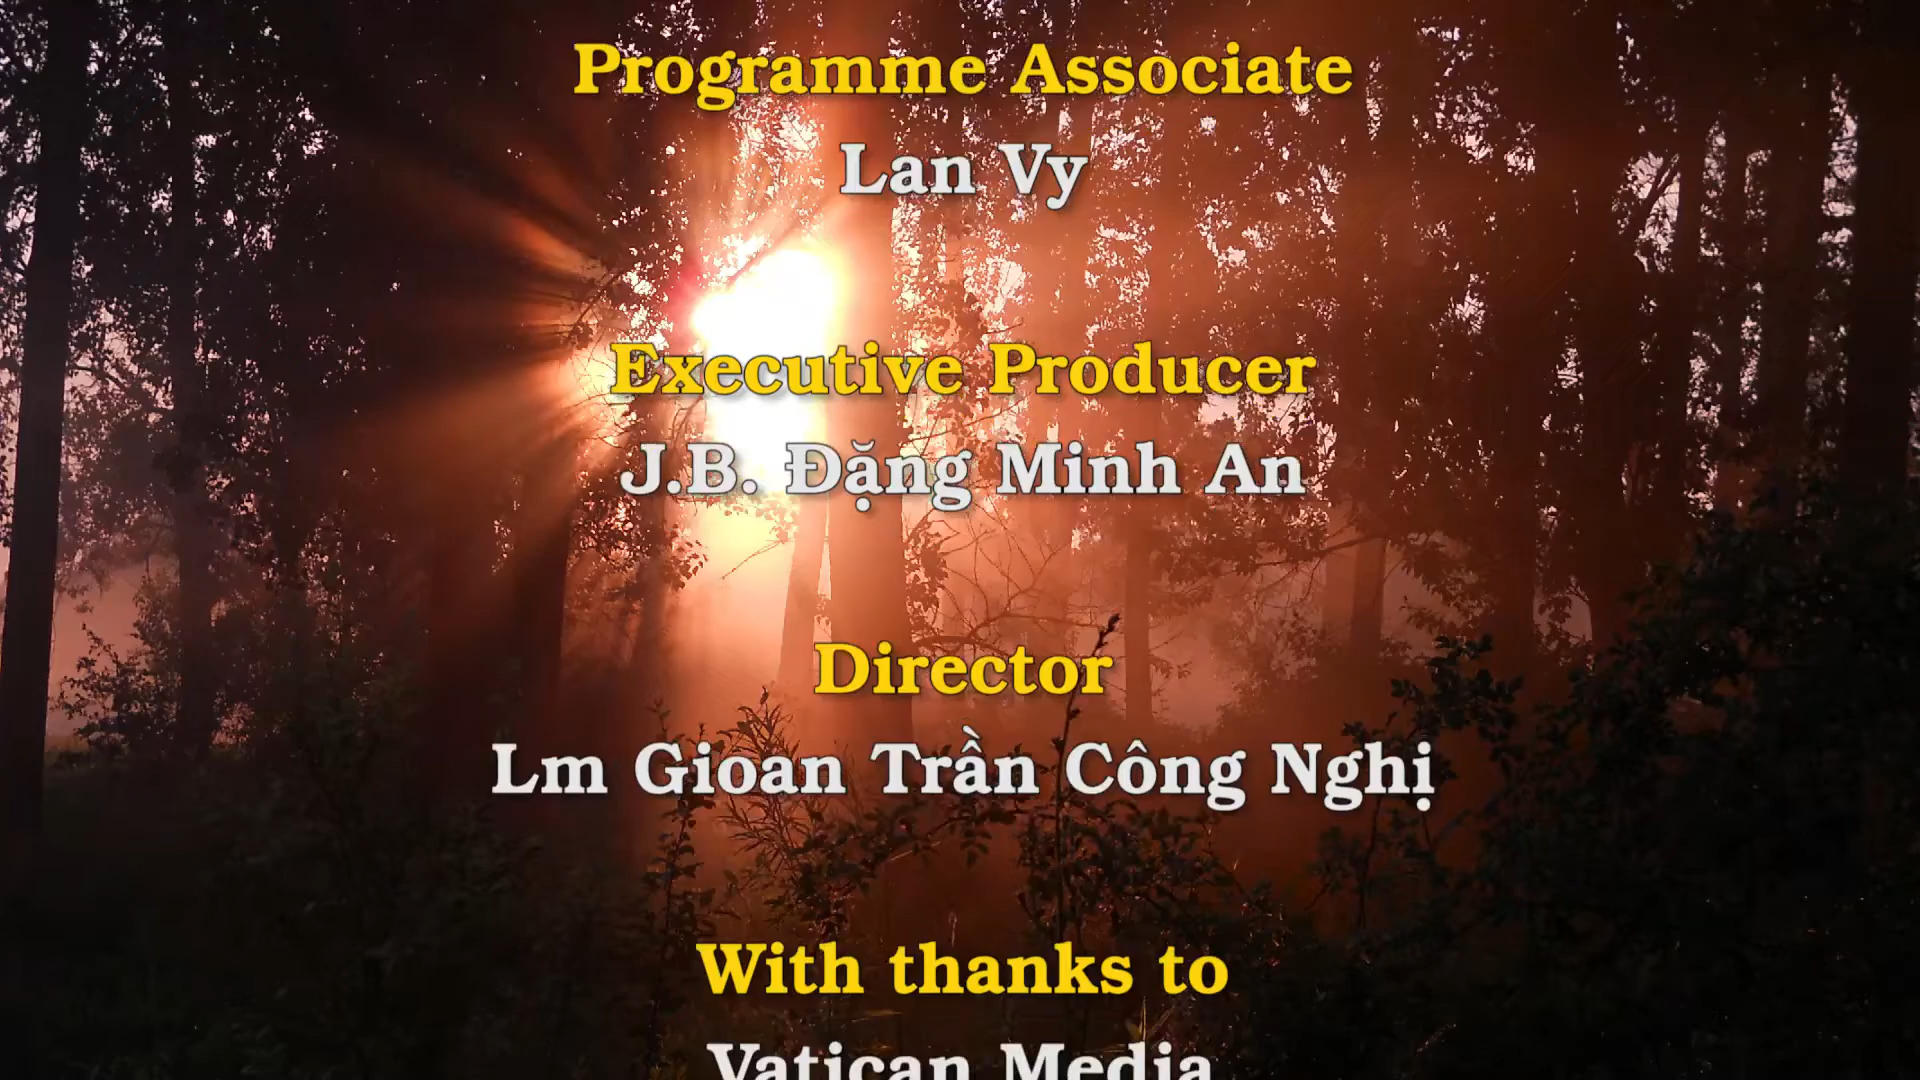 Programme Associate
Lan Vy
Executive Producer
J.B. Đặng Minh An
Director
Lm Gioan Trần Công Nghị
With thanks to
Vatican Media